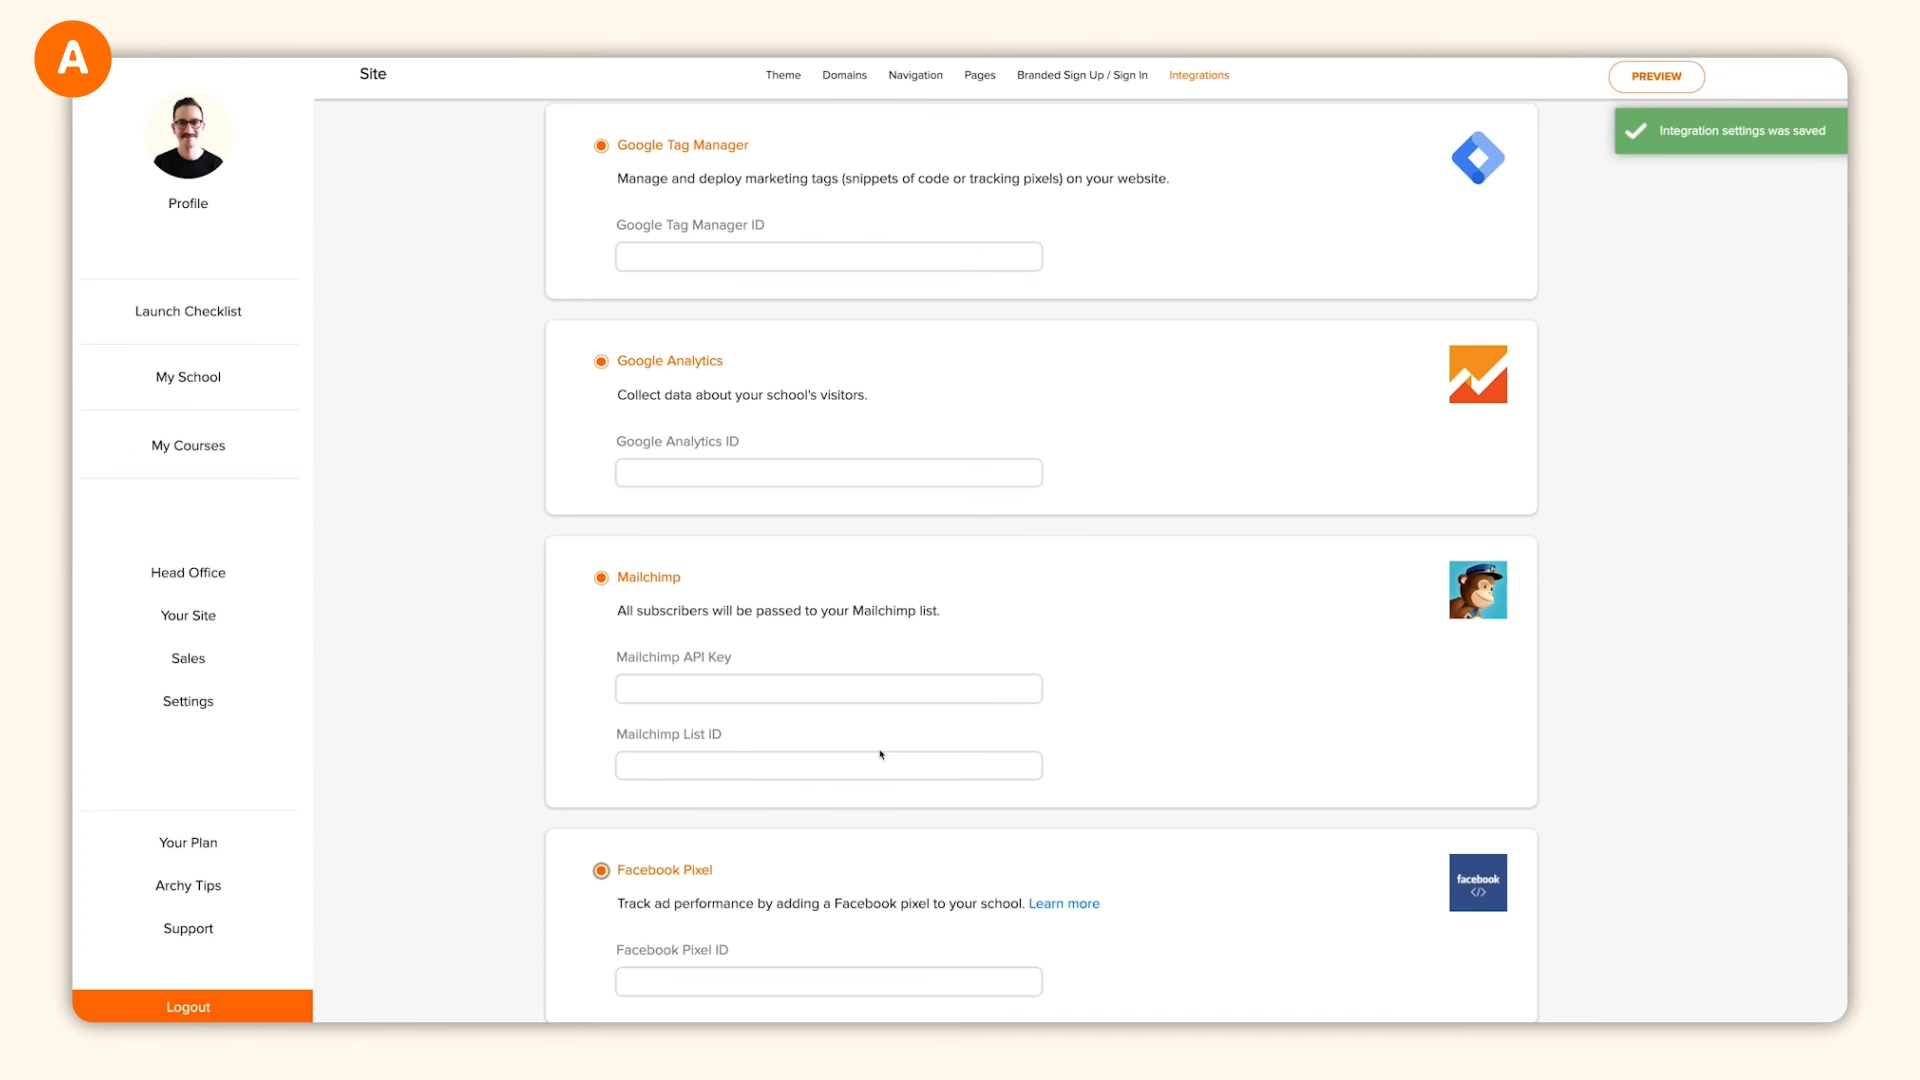 A
Site
Theme
Domains
Navigation
Pages
Branded Sign Up / Sign In
Integrations
PREVIEW
Integration settings was saved
Profile
Launch Checklist
My School
My Courses
Head Office
Your Site
Sales
Settings
Your Plan
Archy Tips
Support
Logout
Google Tag Manager
Manage and deploy marketing tags (snippets of code or tracking pixels) on your website.
Google Tag Manager ID
Google Analytics
Collect data about your school's visitors.
Google Analytics ID
Mailchimp
All subscribers will be passed to your Mailchimp list.
Mailchimp API Key
Mailchimp List ID
Facebook Pixel
Track ad performance by adding a Facebook pixel to your school. Learn more
facebook
</>
Facebook Pixel ID